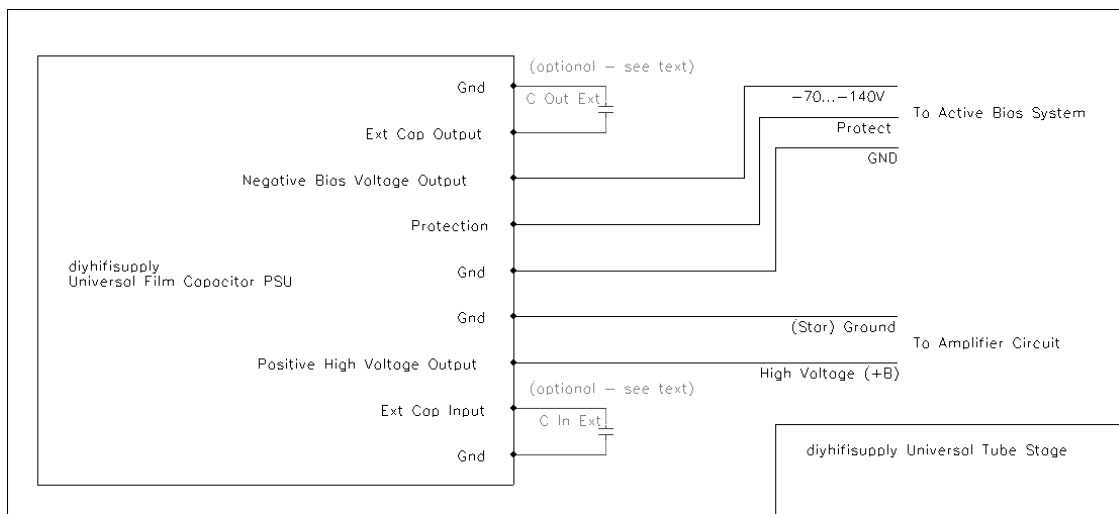 Gnd
(optional - see text)
C Out Ext
Ext Cap Output
-70...-140V
To Active Bias System
Protect
GND
Negative Bias Voltage Output
Protection
diyhifisupply
Universal Film Capacitor PSU
Gnd
Gnd
(Star) Ground
To Amplifier Circuit
Positive High Voltage Output
High Voltage (+B)
(optional - see text)
Ext Cap Input
C In Ext
Gnd
diyhifisupply Universal Tube Stage